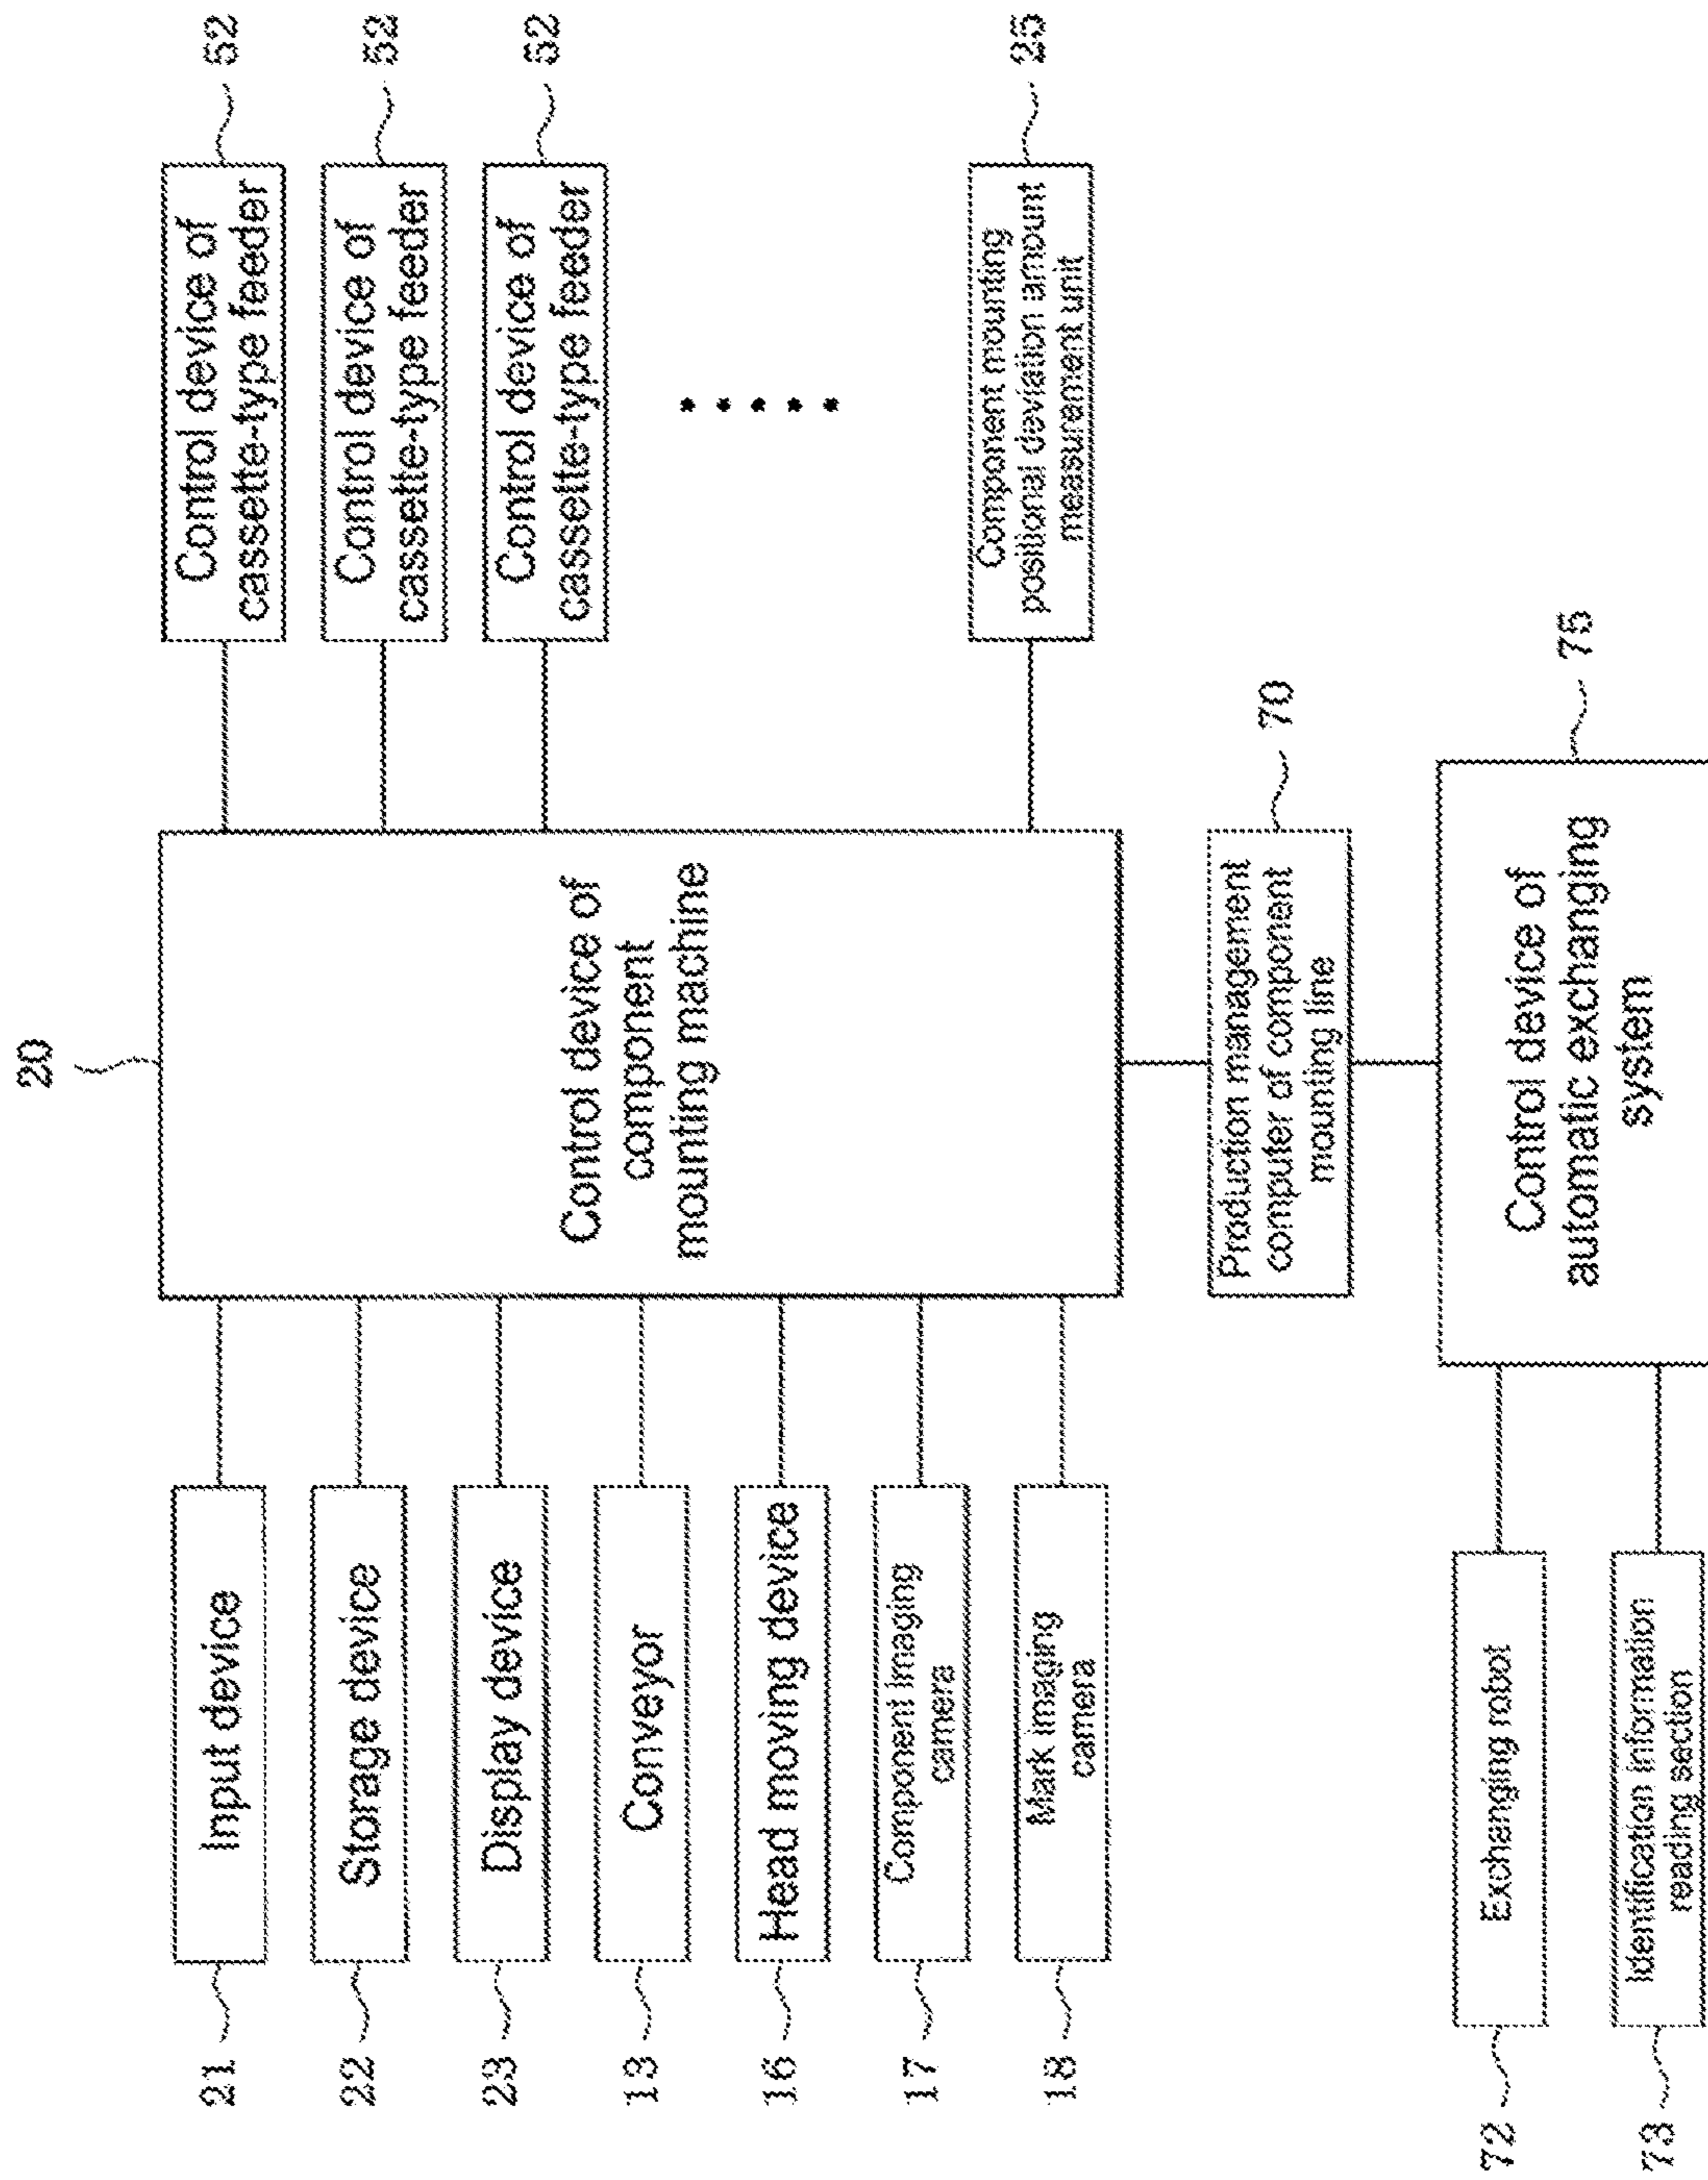 20
21
Input device
22
Storage device
23
Display device
13
Conveyor
16
Head moving device
17
Component imaging
camera
18
Mark imaging
camera
Control device of
component
mounting machine
Control device of
cassette-type feeder
52
Control device of
cassette-type feeder
52
Control device of
cassette-type feeder
52
Component mounting
positional deviation amount
measurement unit
25
Production management
computer of component
mounting line
70
72
Exchanging robot
73
Identification information
reading section
Control device of
automatic exchanging
system
75